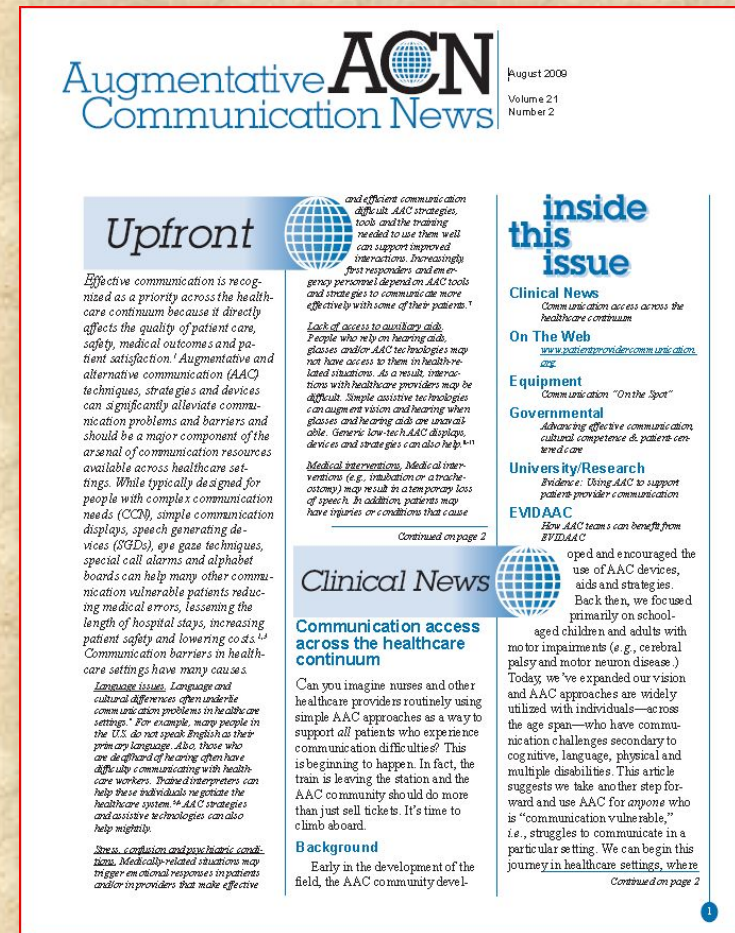 Augmentative ACN
Communication News
August 2009
Volume 21
Number 2
Upfront
Effective communication is recog-
nized as a priority across the health-
care continuum because it directly
affects the quality of patient care,
safety, medical outcomes and pa-
tient satisfaction.¹ Augmentative and
alternative communication (AAC)
techniques, strategies and devices
can significantly alleviate commu-
nication problems and barriers and
should be a major component of the
arsenal of communication resources
available across healthcare set-
tings. While typically designed for
people with complex communication
needs (CCN), simple communication
displays, speech generating de-
vices (SGDs), eye gaze techniques,
special call alarms and alphabet
boards can help many other commu-
nication vulnerable patients reduc-
ing medical errors, lessening the
length of hospital stays, increasing
patient safety and lowering costs.
Communication barriers in health-
care settings have many causes.
Language issues. Language and
cultural differences often underlie
communication problems in healthcare
settings. For example, many people in
the U.S. do not speak English as their
primary language. Also, those who
are deaf/hard of hearing often have
difficulty communicating with health-
care workers. Trained interpreters can
help these individuals negotiate the
healthcare system. AAC strategies
and assistive technologies can also
help mightily.
Stress, confusion and psychiatric condi-
tions. Medically-related situations may
trigger emotional responses in patients
and/or in providers that make effective
and efficient communication
difficult. AAC strategies,
tools and the training
needed to use them well
can support improved
interactions. Increasingly,
first responders and emer-
gency personnel depend on AAC tools
and strategies to communicate more
effectively with some of their patients.⁷
Lack of access to auxiliary aids.
People who rely on hearing aids,
glasses and/or AAC technologies may
not have access to them in health-re-
lated situations. As a result, interac-
tions with healthcare providers may be
difficult. Simple assistive technologies
can augment vision and hearing when
glasses and hearing aids are unavail-
able. Generic low-tech AAC displays,
devices and strategies can also help.⁸⁻¹¹
Medical interventions, Medical inter-
ventions (e.g., intubation or a trache-
ostomy) may result in a temporary loss
of speech. In addition, patients may
have injuries or conditions that cause
Continued on page 2
Clinical News
Communication access
across the healthcare
continuum
Can you imagine nurses and other
healthcare providers routinely using
simple AAC approaches as a way to
support all patients who experience
communication difficulties? This
is beginning to happen. In fact, the
train is leaving the station and the
AAC community should do more
than just sell tickets. It's time to
climb aboard.
Background
Early in the development of the
field, the AAC community devel-
inside
this
issue
Clinical News
Communication access across the
healthcare continuum
On The Web
www.patientprovidercommunication.
org
Equipment
Communication "On the Spot"
Governmental
Advancing effective communication,
cultural competence & patient-cen-
tered care
University/Research
Evidence: Using AAC to support
patient-provider communication
EVIDAAC
How AAC teams can benefit from
EVIDAAC
oped and encouraged the
use of AAC devices,
aids and strategies.
Back then, we focused
primarily on school-
aged children and adults with
motor impairments (e.g., cerebral
palsy and motor neuron disease.)
Today, we've expanded our vision
and AAC approaches are widely
utilized with individuals—across
the age span—who have commu-
nication challenges secondary to
cognitive, language, physical and
multiple disabilities. This article
suggests we take another step for-
ward and use AAC for anyone who
is "communication vulnerable,"
i.e., struggles to communicate in a
particular setting. We can begin this
journey in healthcare settings, where
Continued on page 2
1